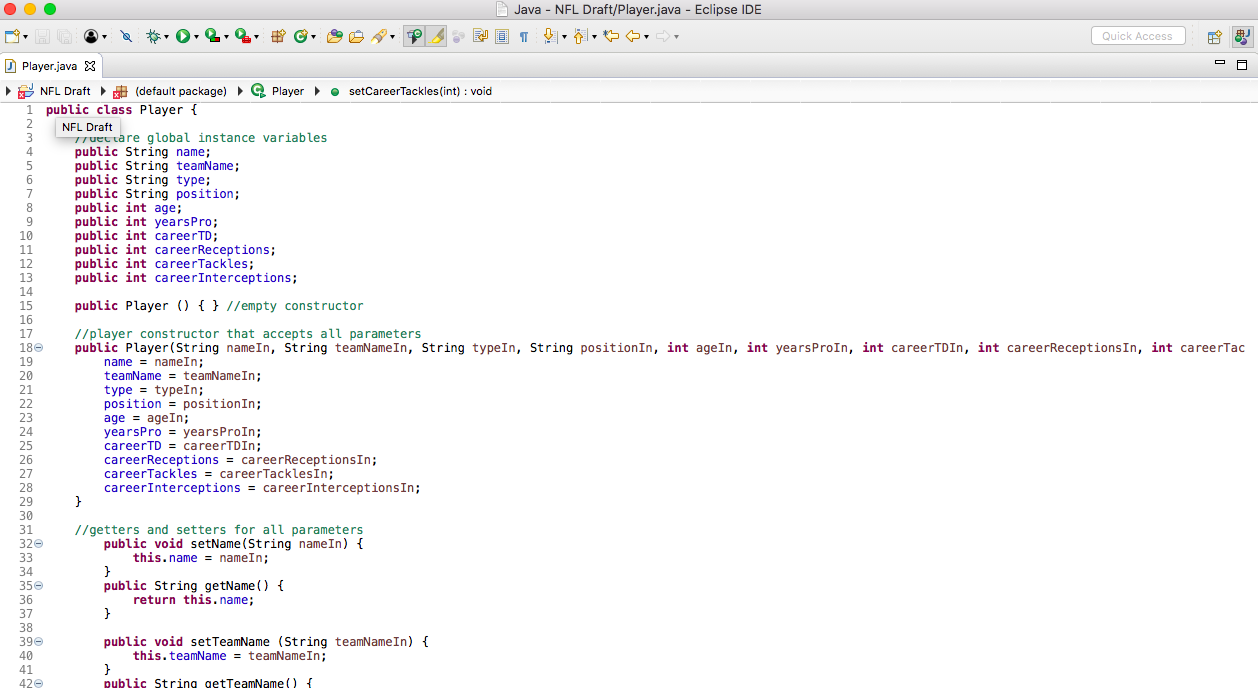 Java - NFL Draft/Player.java - Eclipse IDE
Quick Access
Player.java
NFL Draft (default package) Player setCareerTackles(int) : void
1 public class Player {
2
NFL Draft
3 //declare global instance variables
4 public String name;
5 public String teamName;
6 public String type;
7 public String position;
8 public int age;
9 public int yearsPro;
10 public int careerTD;
11 public int careerReceptions;
12 public int careerTackles;
13 public int careerInterceptions;
14
15 public Player () { } //empty constructor
16
17 //player constructor that accepts all parameters
18 public Player(String nameIn, String teamNameIn, String typeIn, String positionIn, int ageIn, int yearsProIn, int careerTDIn, int careerReceptionsIn, int careerTac
19 name = nameIn;
20 teamName = teamNameIn;
21 type = typeIn;
22 position = positionIn;
23 age = ageIn;
24 yearsPro = yearsProIn;
25 careerTD = careerTDIn;
26 careerReceptions = careerReceptionsIn;
27 careerTackles = careerTacklesIn;
28 careerInterceptions = careerInterceptionsIn;
29 }
30
31 //getters and setters for all parameters
32 public void setName(String nameIn) {
33 this.name = nameIn;
34 }
35 public String getName() {
36 return this.name;
37 }
38
39 public void setTeamName (String teamNameIn) {
40 this.teamName = teamNameIn;
41 }
42 public String getTeamName() {